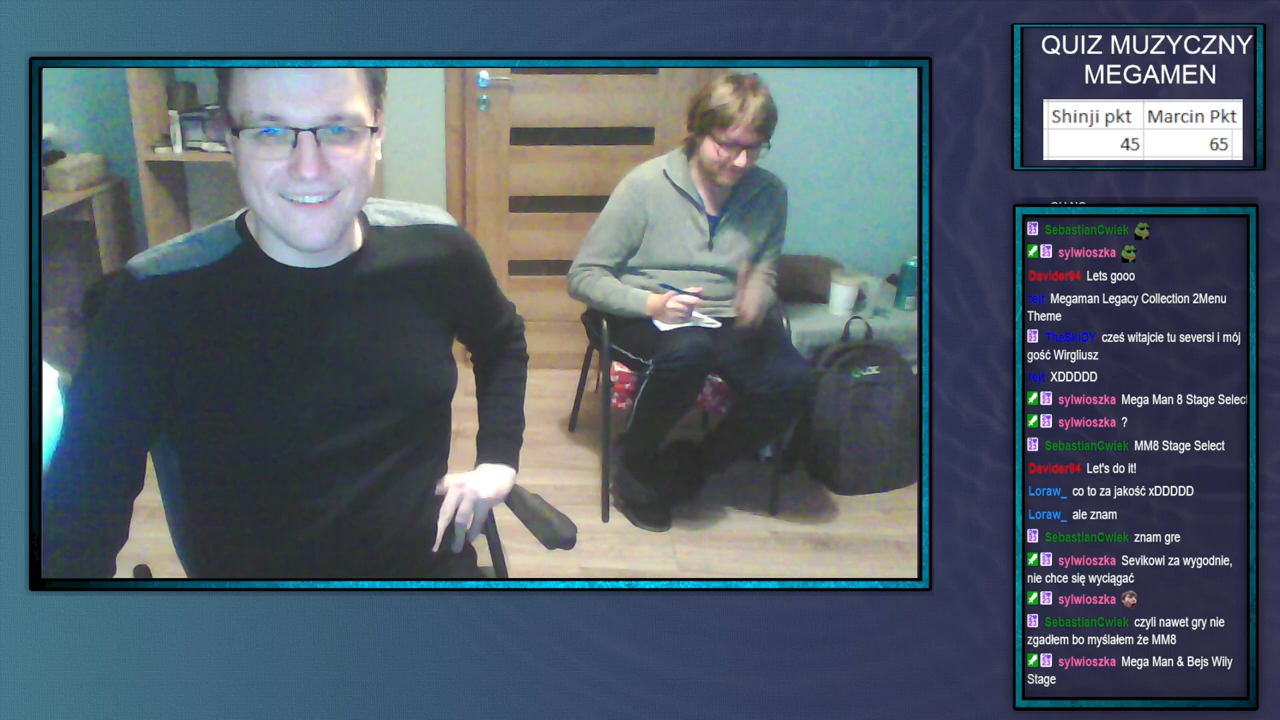 QUIZ MUZYCZNY
MEGAMEN
Shinji pkt Marcin Pkt
45 65
SebastianCwiek
sylwioszka
Davider94 Lets gooo
fejt Megaman Legacy Collection 2Menu
Theme
TheSkiDY cześ witajcie tu seversi i mój
gość Wirgliusz
fejt XDDDDD
sylwioszka Mega Man 8 Stage Select
sylwioszka ?
SebastianCwiek MM8 Stage Select
Davider94 Let's do it!
Loraw_ co to za jakość xDDDDD
Loraw_ ale znam
SebastianCwiek znam gre
sylwioszka Sevikowi za wygodnie,
nie chce się wyciągać
sylwioszka
SebastianCwiek czyli nawet gry nie
zgadłem bo myślałem że MM8
sylwioszka Mega Man & Bejs Wily
Stage